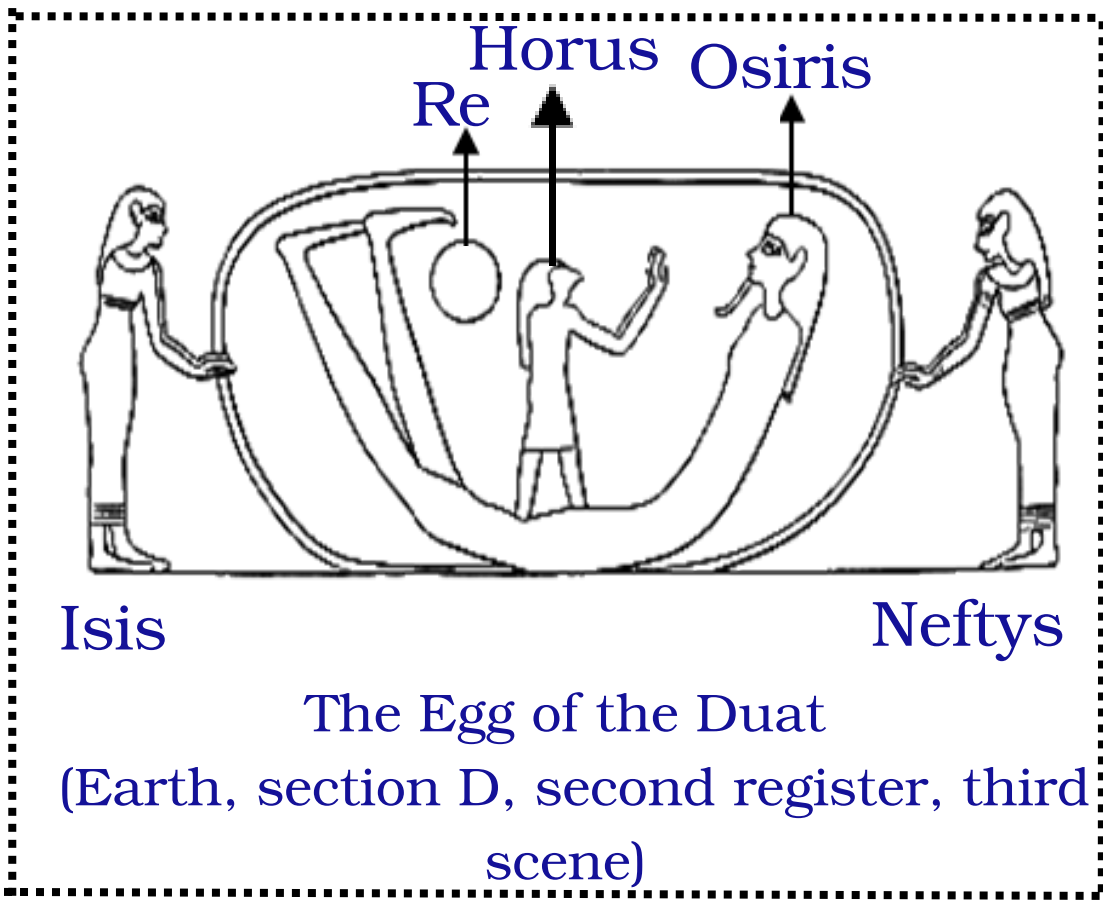 Horus
Osiris
Re
Isis
Neftys
The Egg of the Duat
(Earth, section D, second register, third
scene)